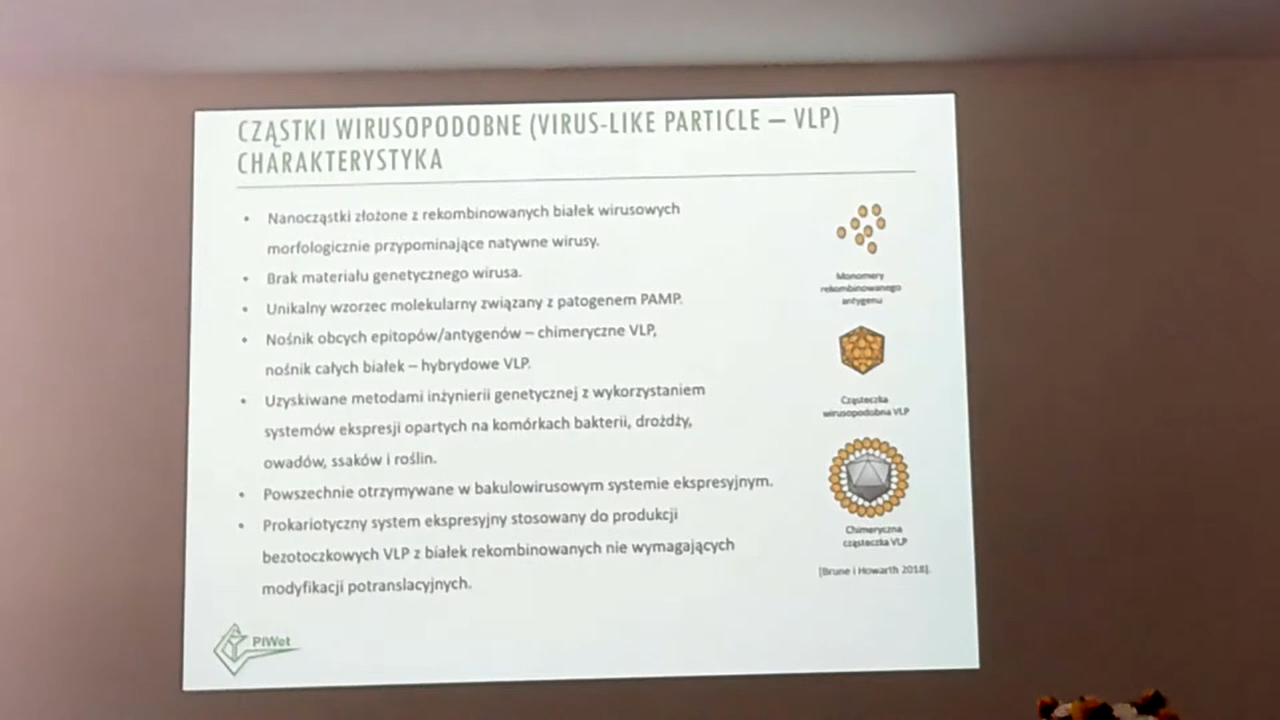 CZĄSTKI WIRUSOPODOBNE (VIRUS-LIKE PARTICLE – VLP)
CHARAKTERYSTYKA
• Nanocząstki złożone z rekombinowanych białek wirusowych
morfologicznie przypominające natywne wirusy.
• Brak materiału genetycznego wirusa.
• Unikalny wzorzec molekularny związany z patogenem PAMP.
• Nośnik obcych epitopów/antygenów – chimeryczne VLP,
nośnik całych białek – hybrydowe VLP.
• Uzyskiwane metodami inżynierii genetycznej z wykorzystaniem
systemów ekspresji opartych na komórkach bakterii, drożdży,
owadów, ssaków i roślin.
• Powszechnie otrzymywane w bakulowirusowym systemie ekspresyjnym.
• Prokariotyczny system ekspresyjny stosowany do produkcji
bezotoczkowych VLP z białek rekombinowanych nie wymagających
modyfikacji potranslacyjnych.
Monomery
rekombinowanego
antygenu
Cząsteczka
wirusopodobna VLP
Chimeryczna
cząsteczka VLP
[Brune i Howarth 2018].
PIWet